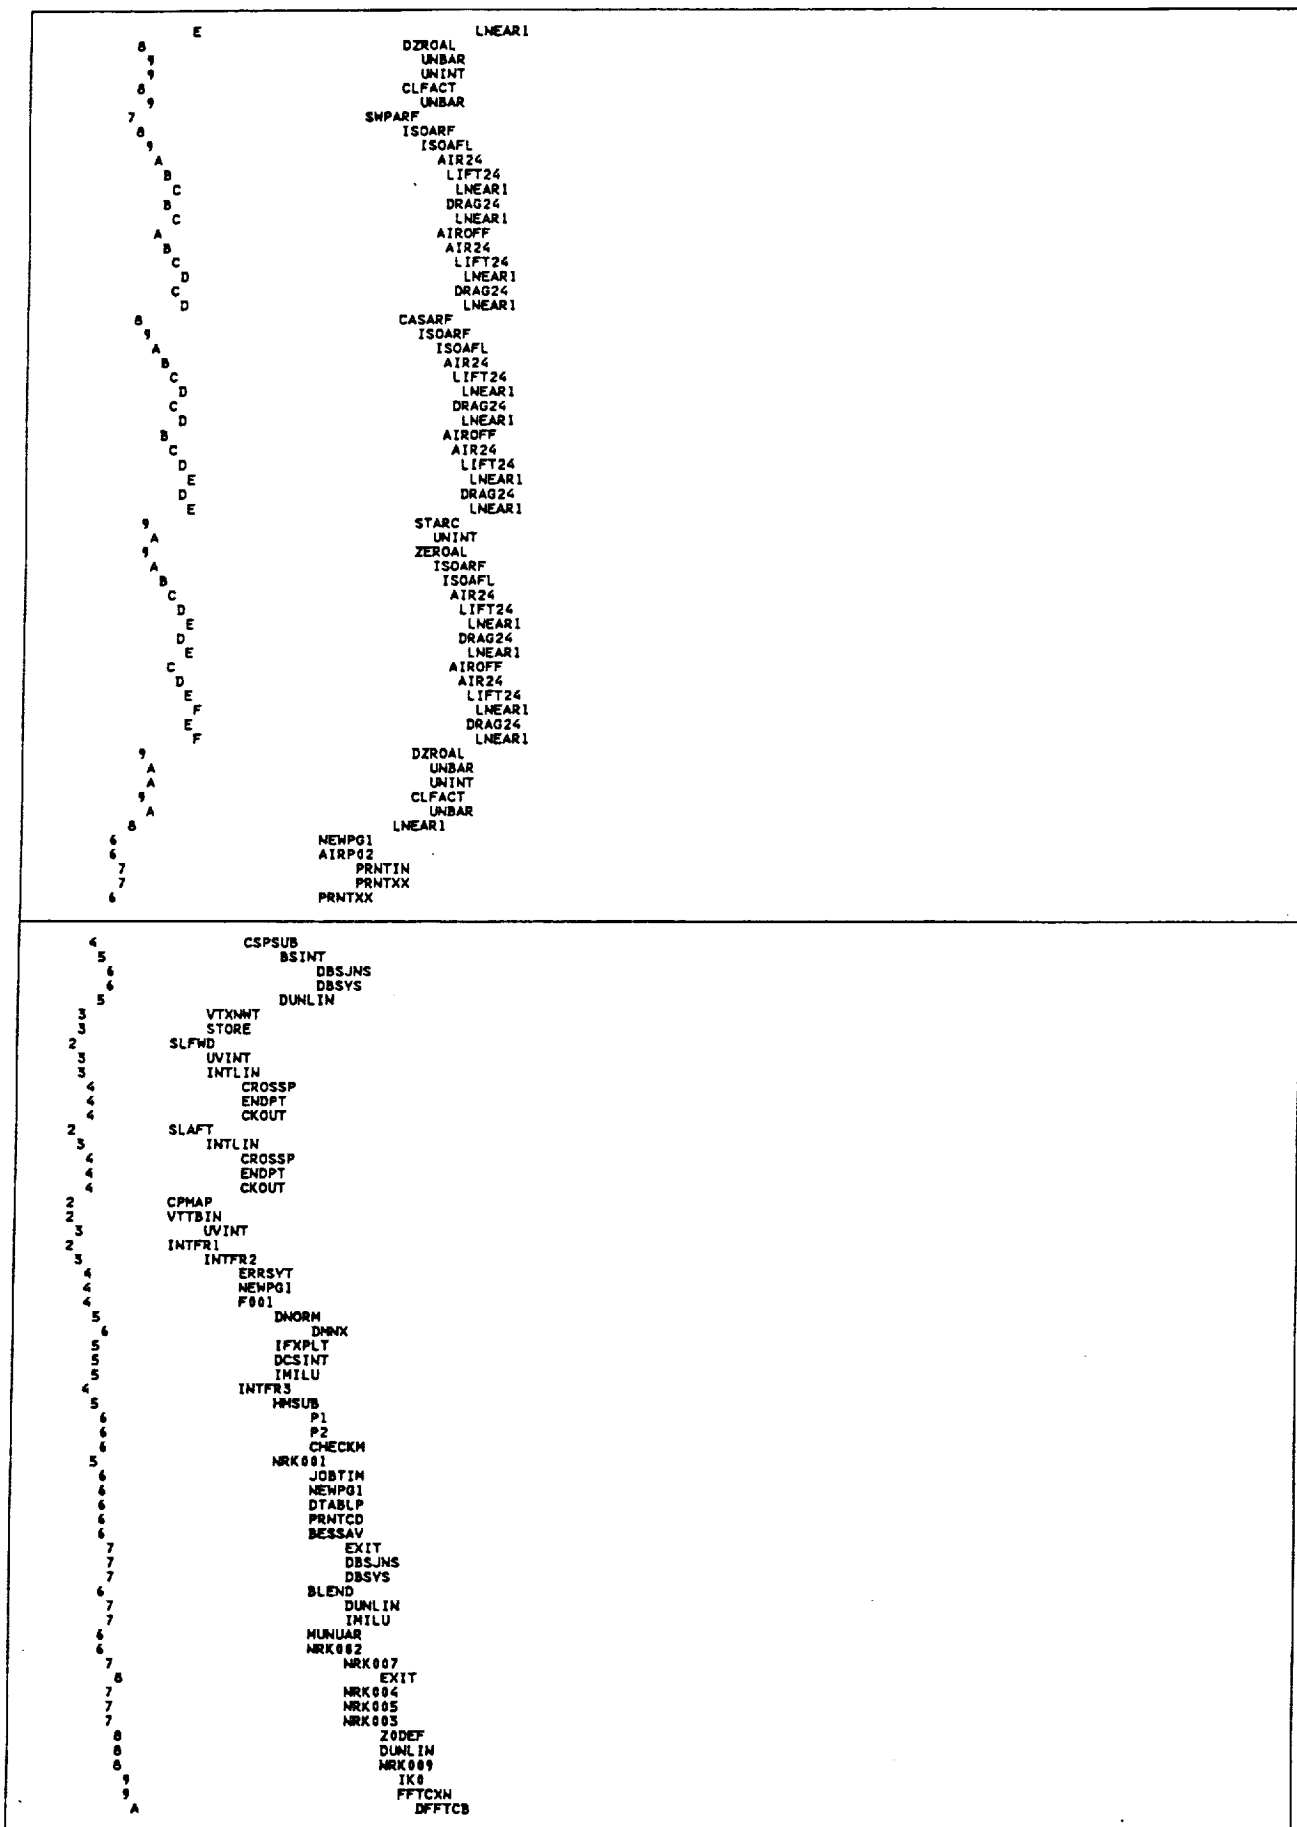 E LNEAR1
8 DZROAL
9 UNBAR
9 UNINT
8 CLFACT
9 UNBAR
7 SWPARF
8 ISOARF
9 ISOAFL
A AIR24
B LIFT24
C LNEAR1
B DRAG24
C LNEAR1
A AIROFF
B AIR24
C LIFT24
D LNEAR1
C DRAG24
D LNEAR1
8 CASARF
9 ISOARF
A ISOAFL
B AIR24
C LIFT24
D LNEAR1
C DRAG24
D LNEAR1
B AIROFF
C AIR24
D LIFT24
E LNEAR1
D DRAG24
E LNEAR1
9 STARC
A UNINT
9 ZEROAL
A ISOARF
B ISOAFL
C AIR24
D LIFT24
E LNEAR1
D DRAG24
E LNEAR1
C AIROFF
D AIR24
E LIFT24
F LNEAR1
E DRAG24
F LNEAR1
9 DZROAL
A UNBAR
A UNINT
9 CLFACT
A UNBAR
8 LNEAR1
6 NEWPG1
6 AIRP02
7 PRNTIN
7 PRNTXX
6 PRNTXX
4 CSPSUB
5 BSINT
6 DBSJNS
6 DBSYS
5 DUNLIN
3 VTXNWT
3 STORE
2 SLFWD
3 UVINT
3 INTLIN
4 CROSSP
4 ENDPT
4 CKOUT
2 SLAFT
3 INTLIN
4 CROSSP
4 ENDPT
4 CKOUT
2 CPMAP
2 VTTBIN
3 UVINT
2 INTFR1
3 INTFR2
4 ERRSYT
4 NEWPG1
4 F001
5 DNORM
6 DMNX
5 IFXPLT
5 DCSINT
5 IMILU
4 INTFR3
5 HMSUB
6 P1
6 P2
6 CHECKM
5 NRK001
6 JOBTIM
6 NEWPG1
6 DTABLP
6 PRNTCD
6 BESSAV
7 EXIT
7 DBSJNS
7 DBSYS
6 BLEND
7 DUNLIN
7 IMILU
6 MUNUAR
6 NRK002
7 NRK007
8 EXIT
7 NRK004
7 NRK005
7 NRK003
8 ZODEF
8 DUNLIN
8 NRK009
9 IK0
9 FFTCXN
A DFFTCB